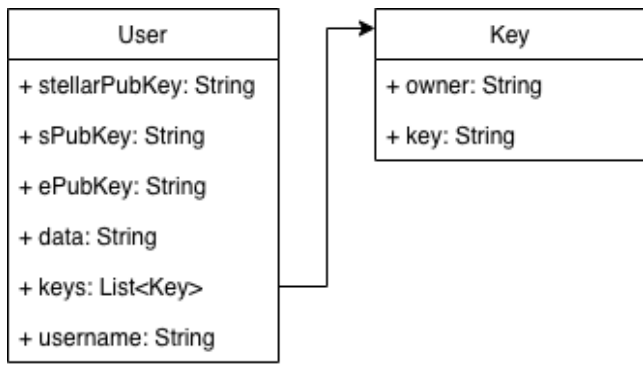 User
+ stellarPubKey: String
+ sPubKey: String
+ ePubKey: String
+ data: String
+ keys: List<Key>
+ username: String
Key
+ owner: String
+ key: String